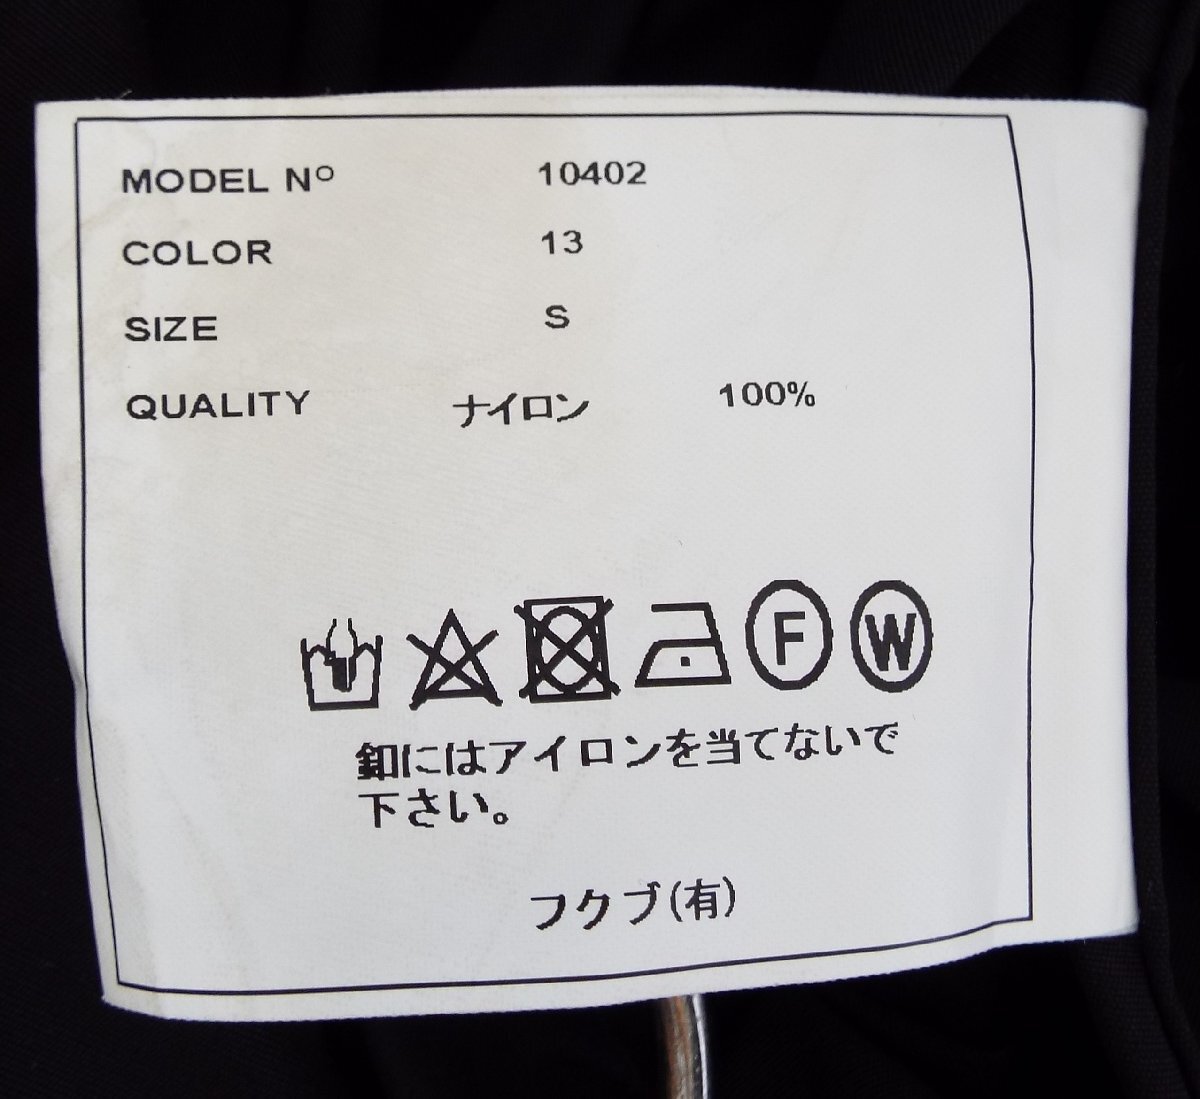 MODEL Nº 10402
COLOR 13
SIZE S
QUALITY ナイロン 100%
F W
釦にはアイロンを当てないで
下さい。
フクブ(有)